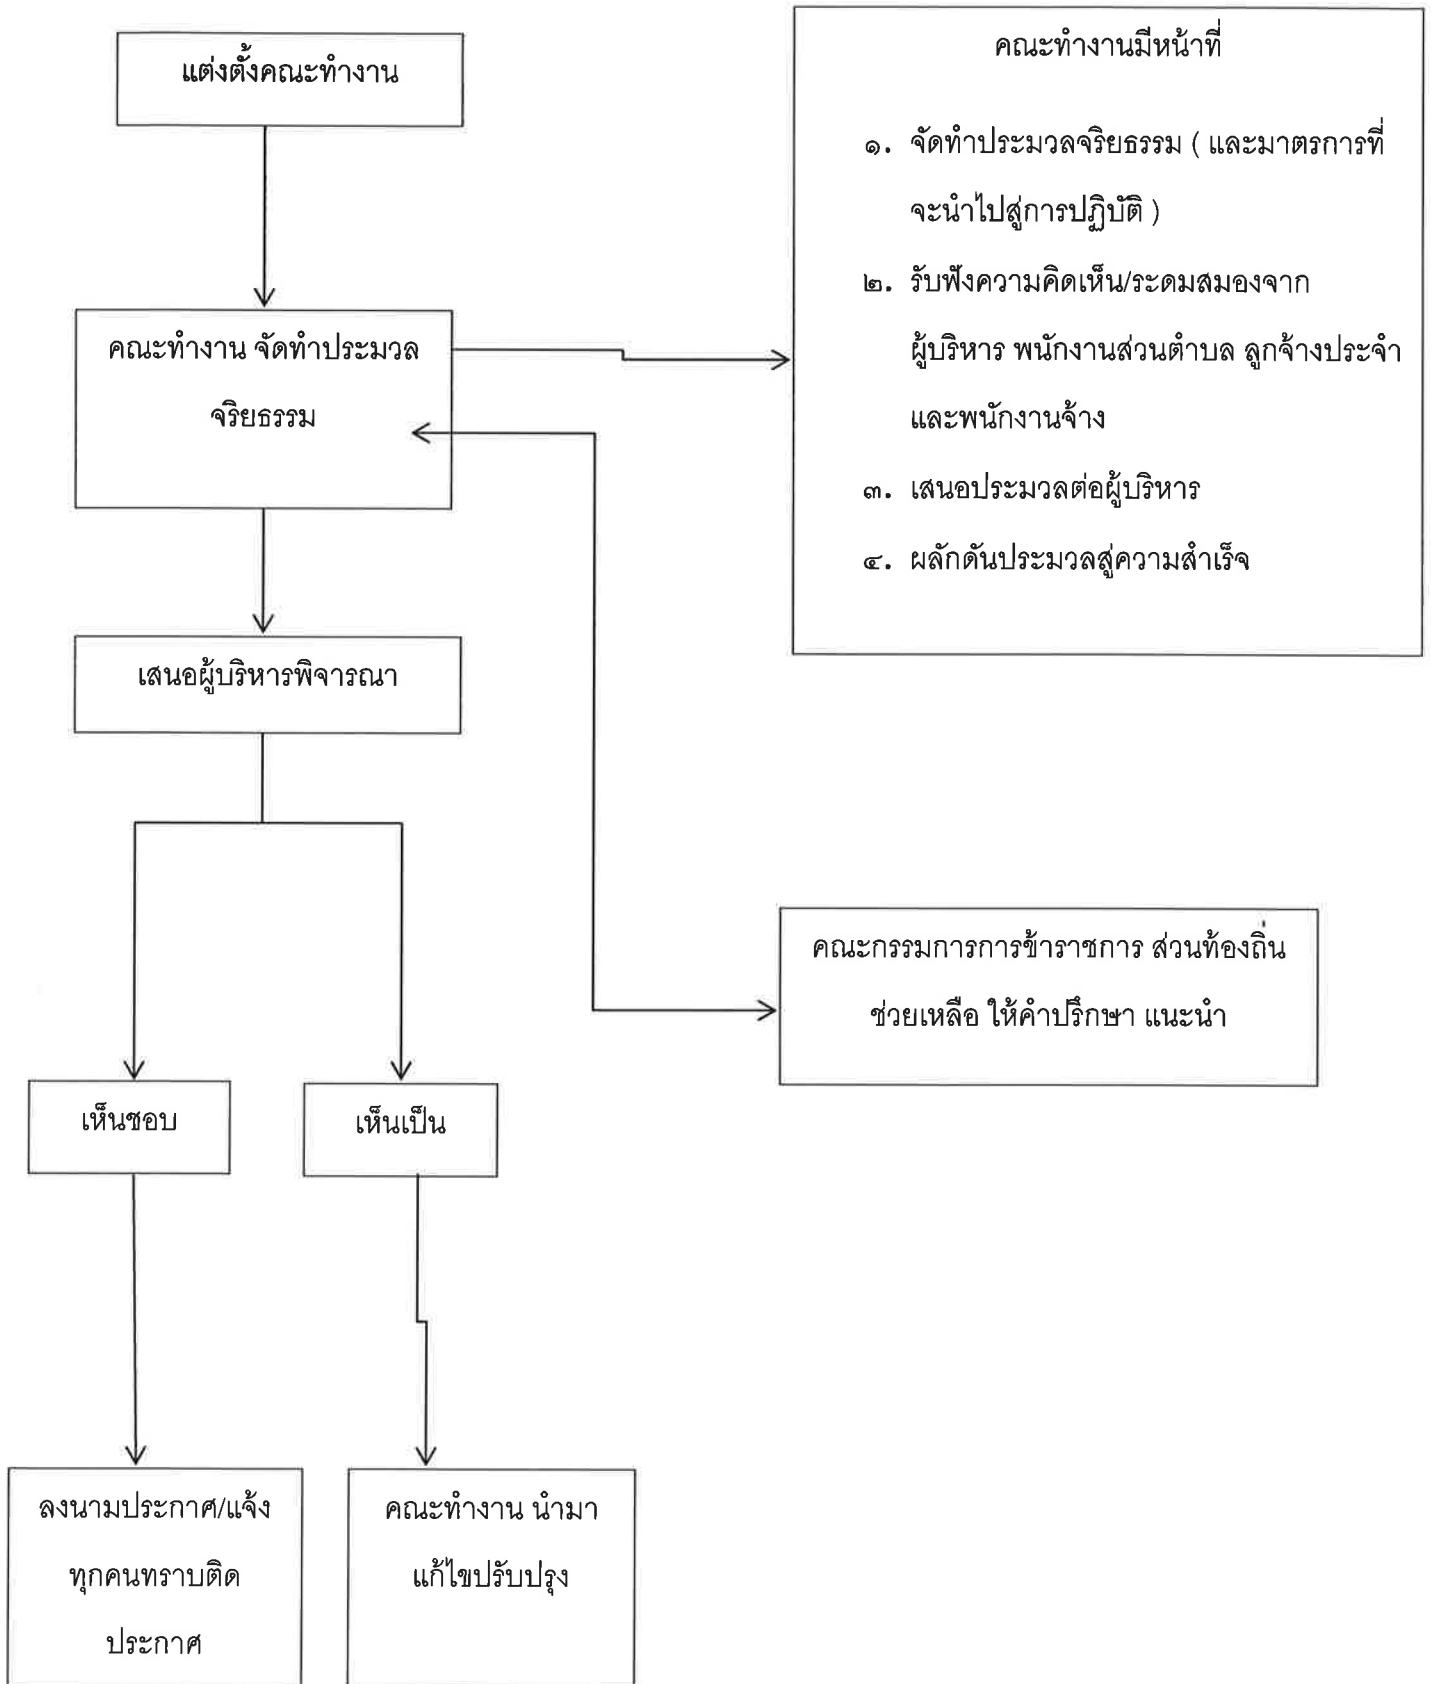 แต่งตั้งคณะทำงาน
คณะทำงานมีหน้าที่
๑. จัดทำประมวลจริยธรรม ( และมาตรการที่
จะนำไปสู่การปฏิบัติ )
๒. รับฟังความคิดเห็น/ระดมสมองจาก
ผู้บริหาร พนักงานส่วนตำบล ลูกจ้างประจำ
และพนักงานจ้าง
๓. เสนอประมวลต่อผู้บริหาร
๔. ผลักดันประมวลสู่ความสำเร็จ
คณะทำงาน จัดทำประมวล
จริยธรรม
เสนอผู้บริหารพิจารณา
คณะกรรมการการข้าราชการ ส่วนท้องถิ่น
ช่วยเหลือ ให้คำปรึกษา แนะนำ
เห็นชอบ
เห็นเป็น
ลงนามประกาศ/แจ้ง
ทุกคนทราบติด
ประกาศ
คณะทำงาน นำมา
แก้ไขปรับปรุง